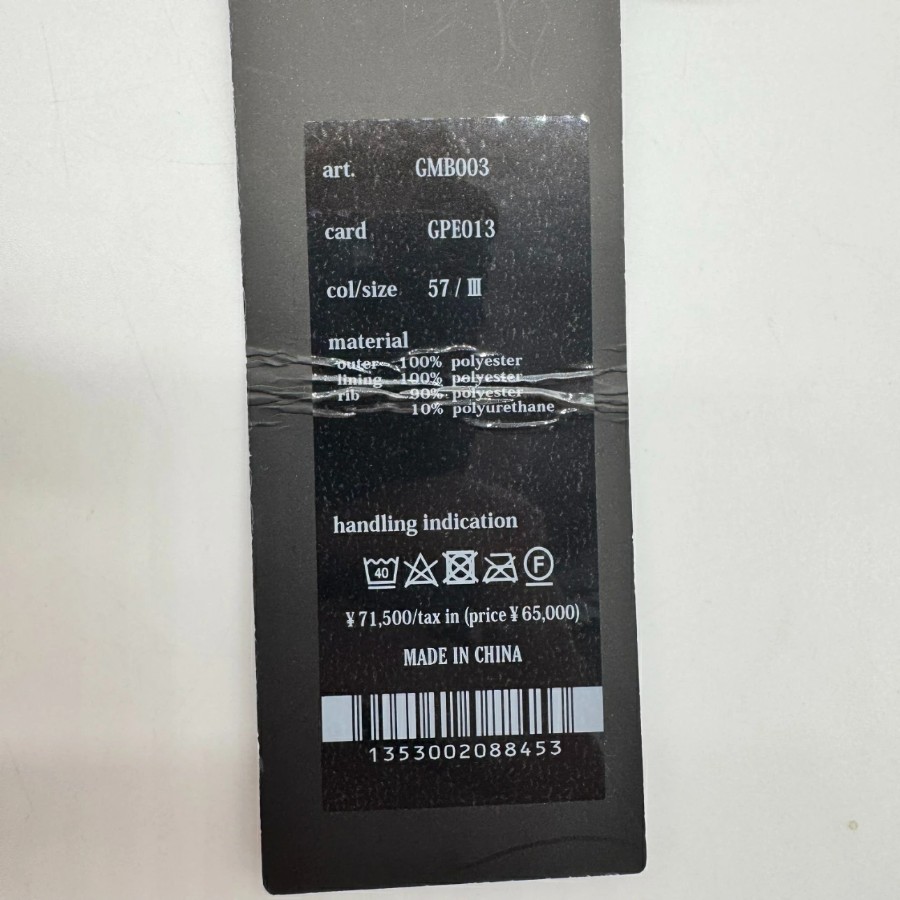 art. GMB003
card GPE013
col/size 57 / Ⅲ
material
outer 100% polyester
lining 100% polyester
rib 90% polyester
10% polyurethane
handling indication
40 F
¥71,500/tax in (price¥65,000)
MADE IN CHINA
1353002088453